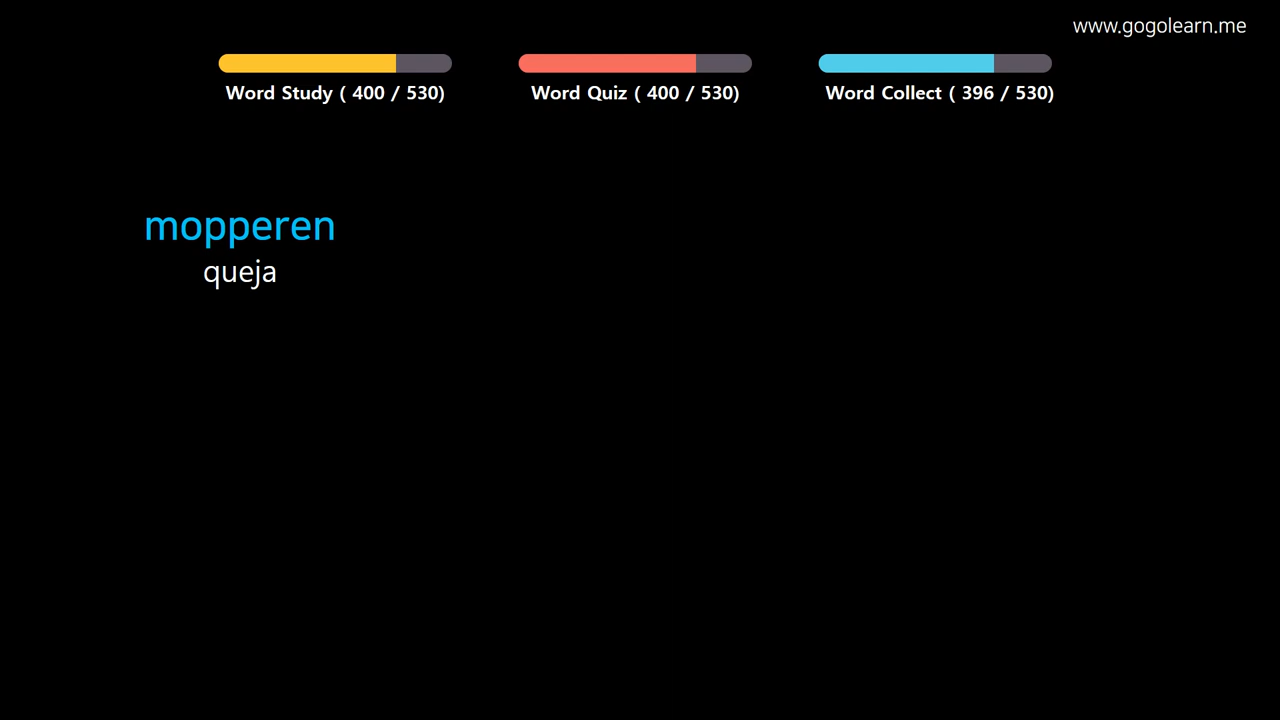 www.gogolearn.me
Word Study ( 400 / 530)
Word Quiz ( 400 / 530)
Word Collect ( 396 / 530)
mopperen
queja